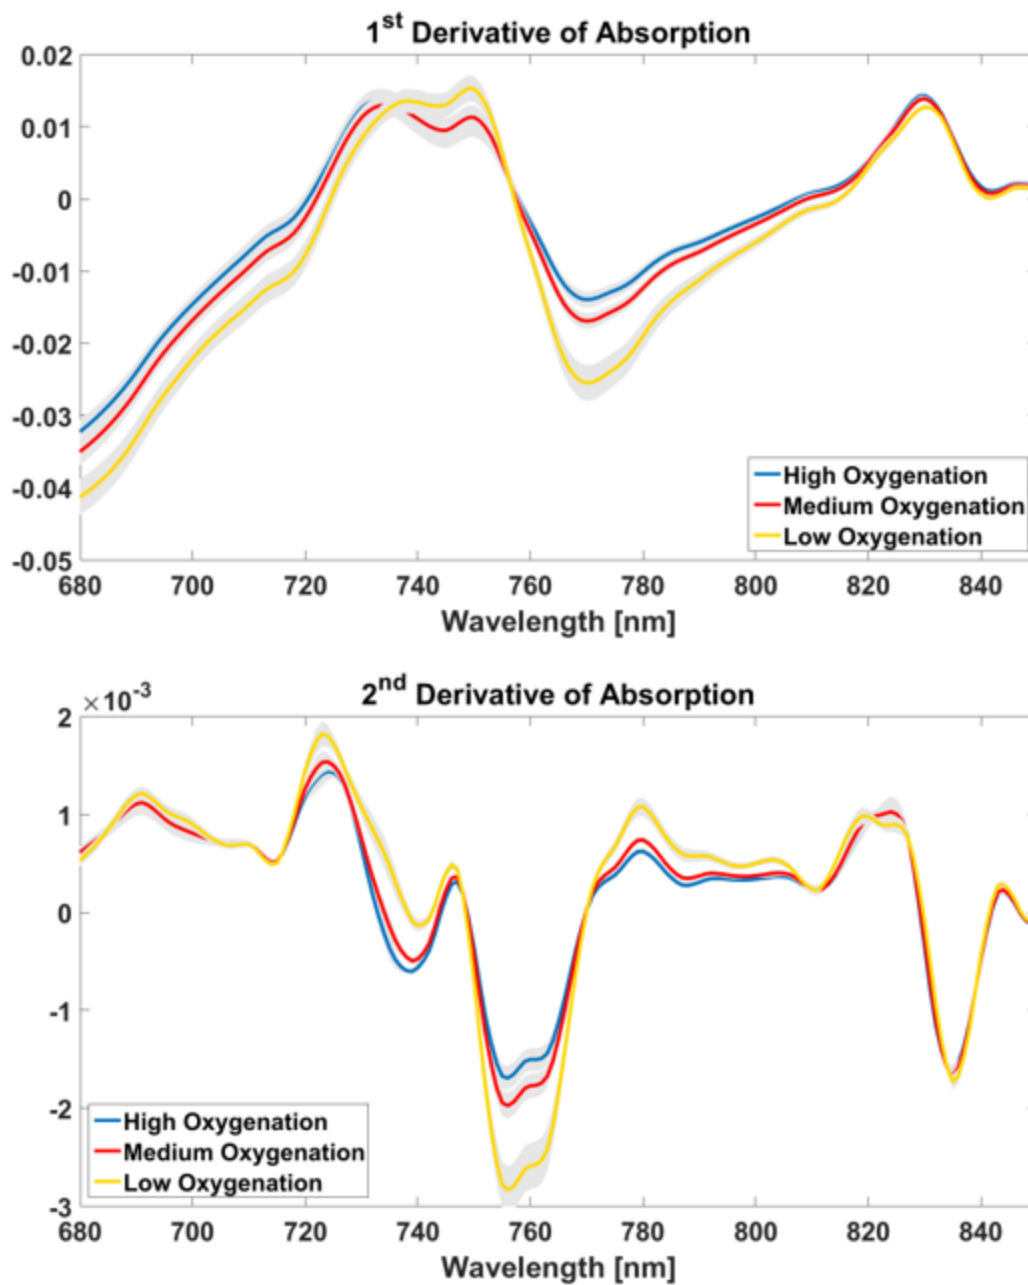 1st Derivative of Absorption
0.02
0.01
0
-0.01
-0.02
-0.03
-0.04
-0.05
High Oxygenation
Medium Oxygenation
Low Oxygenation
680 700 720 740 760 780 800 820 840
Wavelength [nm]
×10-3
2nd Derivative of Absorption
2
1
0
-1
-2
-3
High Oxygenation
Medium Oxygenation
Low Oxygenation
680 700 720 740 760 780 800 820 840
Wavelength [nm]